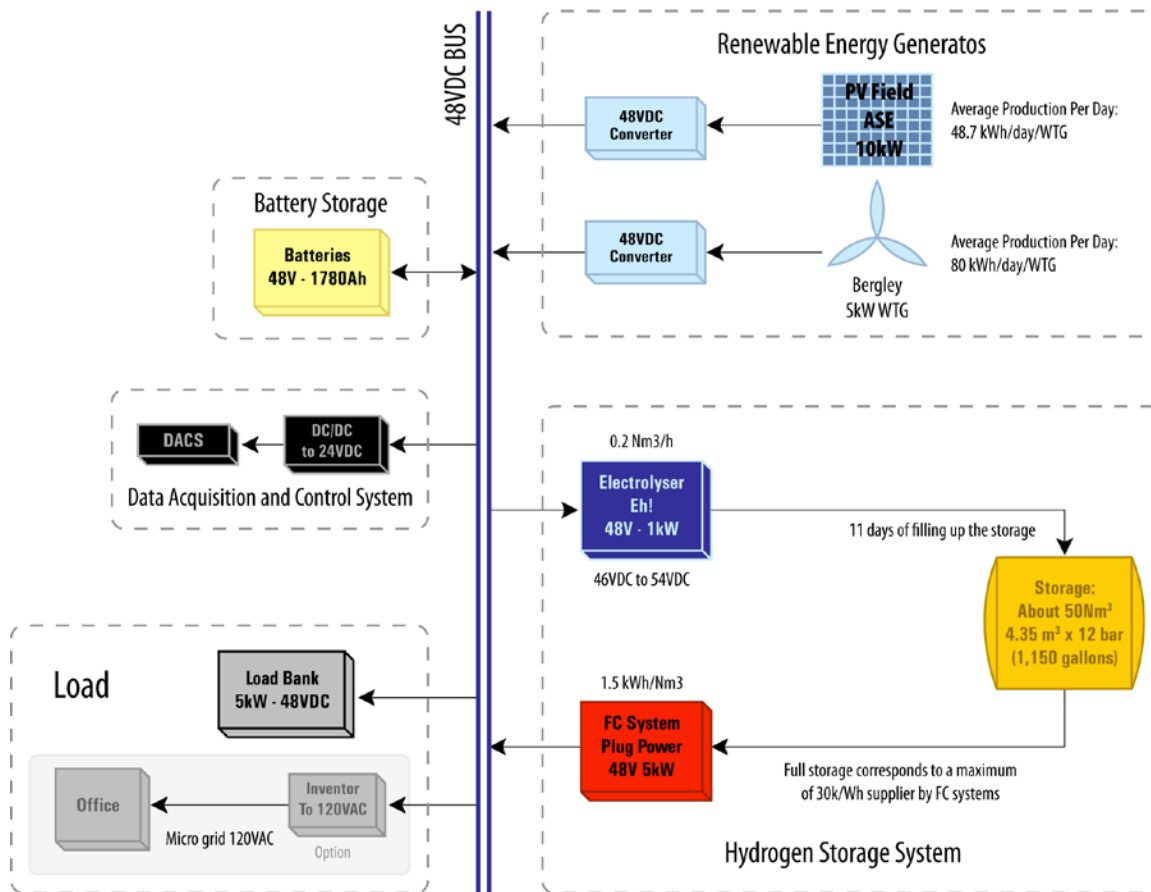 48VDC BUS
Renewable Energy Generatos
PV Field
ASE
10kW
48VDC
Converter
Average Production Per Day:
48.7 kWh/day/WTG
48VDC
Converter
Average Production Per Day:
80 kWh/day/WTG
Bergley
5kW WTG
Battery Storage
Batteries
48V - 1780Ah
DACS
DC/DC
to 24VDC
Data Acquisition and Control System
0.2 Nm3/h
Electrolyser
Eh!
48V - 1kW
46VDC to 54VDC
11 days of filling up the storage
Storage:
About 50Nm³
4.35 m³ x 12 bar
(1,150 gallons)
1.5 kWh/Nm3
FC System
Plug Power
48V 5kW
Full storage corresponds to a maximum
of 30k/Wh supplier by FC systems
Hydrogen Storage System
Load
Load Bank
5kW - 48VDC
Office
Micro grid 120VAC
Inventor
To 120VAC
Option